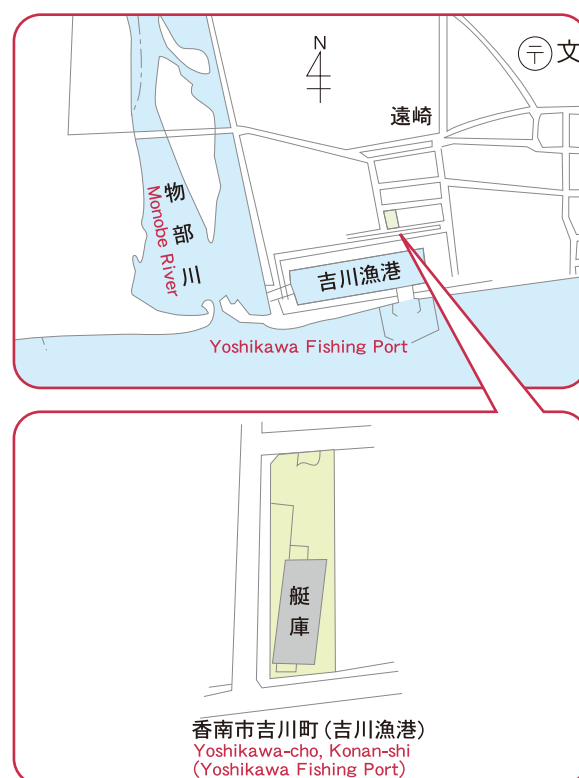 N
〒文
遠崎
物部川
Monobe River
吉川漁港
Yoshikawa Fishing Port
艇庫
香南市吉川町(吉川漁港)
Yoshikawa-cho, Konan-shi
(Yoshikawa Fishing Port)